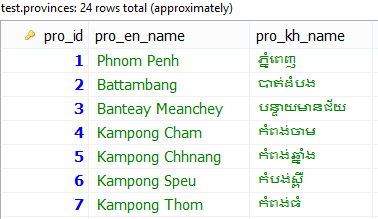 test.provinces: 24 rows total (approximately)
pro_id pro_en_name pro_kh_name
1 Phnom Penh ភ្នំពេញ
2 Battambang បាត់ដំបង
3 Banteay Meanchey បន្ទាយមានជ័យ
4 Kampong Cham កំពង់ចាម
5 Kampong Chhnang កំពង់ឆ្នាំង
6 Kampong Speu កំបង់ស្ពឺ
7 Kampong Thom កំពង់ធំ